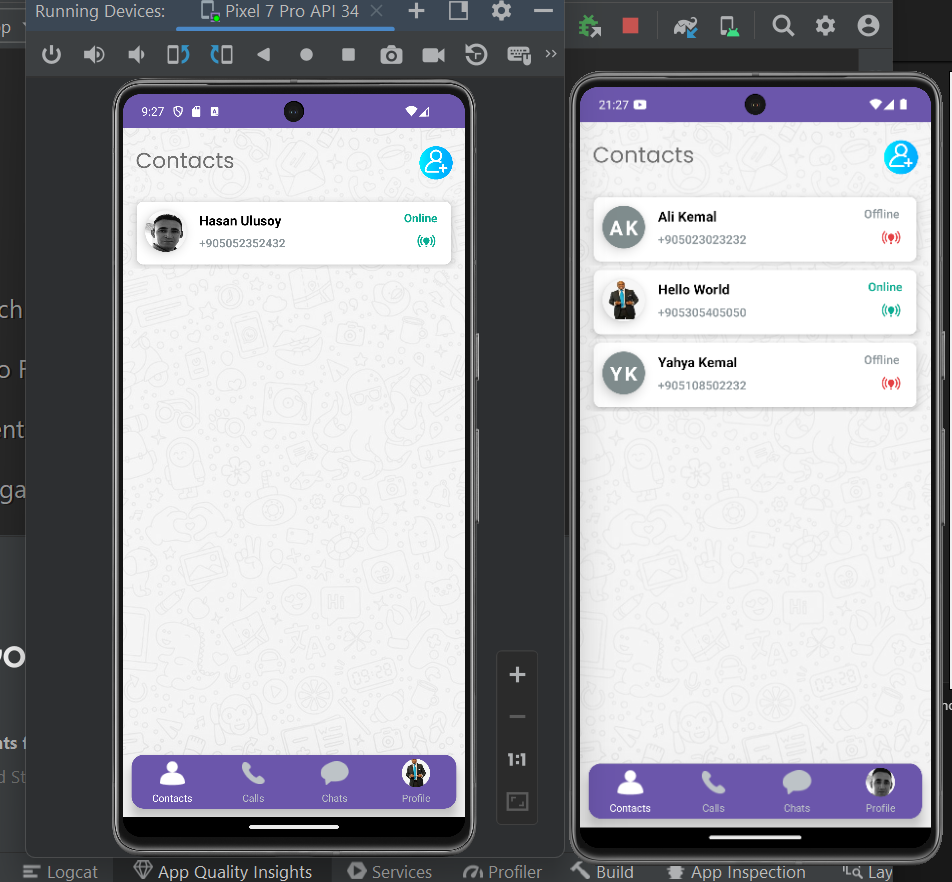 Running Devices:
Pixel 7 Pro API 34
9:27
Contacts
Hasan Ulusoy
Online
+905052352432
Contacts
Calls
Chats
Profile
1:1
21:27
Contacts
AK
Ali Kemal
Offline
+905023023232
Hello World
Online
+905305405050
YK
Yahya Kemal
Offline
+905108502232
Contacts
Calls
Chats
Profile
Logcat
App Quality Insights
Services
Profiler
Build
App Inspection
Lay